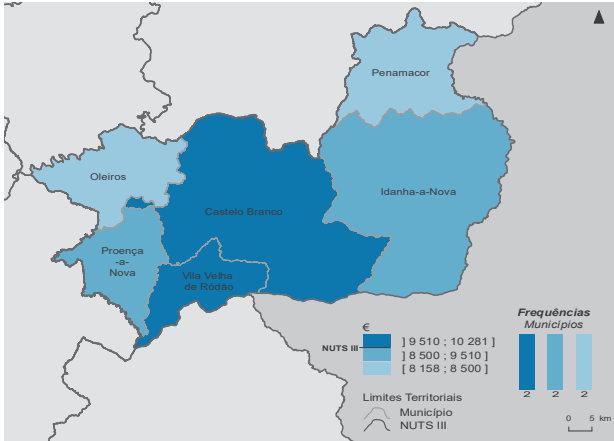 Penamacor
Oleiros
Idanha-a-Nova
Castelo Branco
Proença
-a-
Nova
Vila Velha
de Ródão
€
NUTS III
] 9 510 ; 10 281 ]
] 8 500 ; 9 510 ]
[ 8 158 ; 8 500 ]
Frequências
Municípios
2 2 2
Limites Territoriais
Município
NUTS III
0 5 km